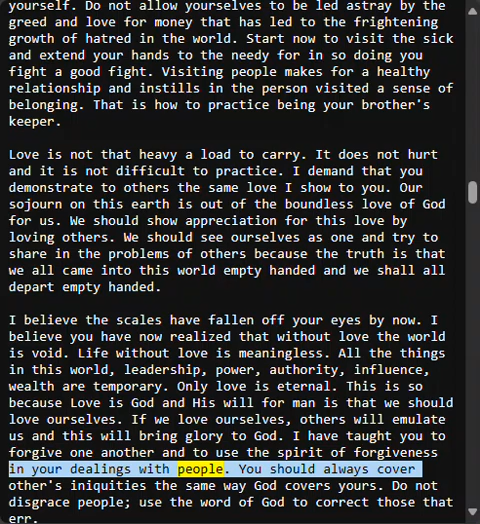 yourself. Do not allow yourselves to be led astray by the
greed and love for money that has led to the frightening
growth of hatred in the world. Start now to visit the sick
and extend your hands to the needy for in so doing you
fight a good fight. Visiting people makes for a healthy
relationship and instills in the person visited a sense of
belonging. That is how to practice being your brother's
keeper.

Love is not that heavy a load to carry. It does not hurt
and it is not difficult to practice. I demand that you
demonstrate to others the same love I show to you. Our
sojourn on this earth is out of the boundless love of God
for us. We should show appreciation for this love by
loving others. We should see ourselves as one and try to
share in the problems of others because the truth is that
we all came into this world empty handed and we shall all
depart empty handed.

I believe the scales have fallen off your eyes by now. I
believe you have now realized that without love the world
is void. Life without love is meaningless. All the things
in this world, leadership, power, authority, influence,
wealth are temporary. Only love is eternal. This is so
because Love is God and His will for man is that we should
love ourselves. If we love ourselves, others will emulate
us and this will bring glory to God. I have taught you to
forgive one another and to use the spirit of forgiveness
in your dealings with people. You should always cover
other's iniquities the same way God covers yours. Do not
disgrace people; use the word of God to correct those that
err.